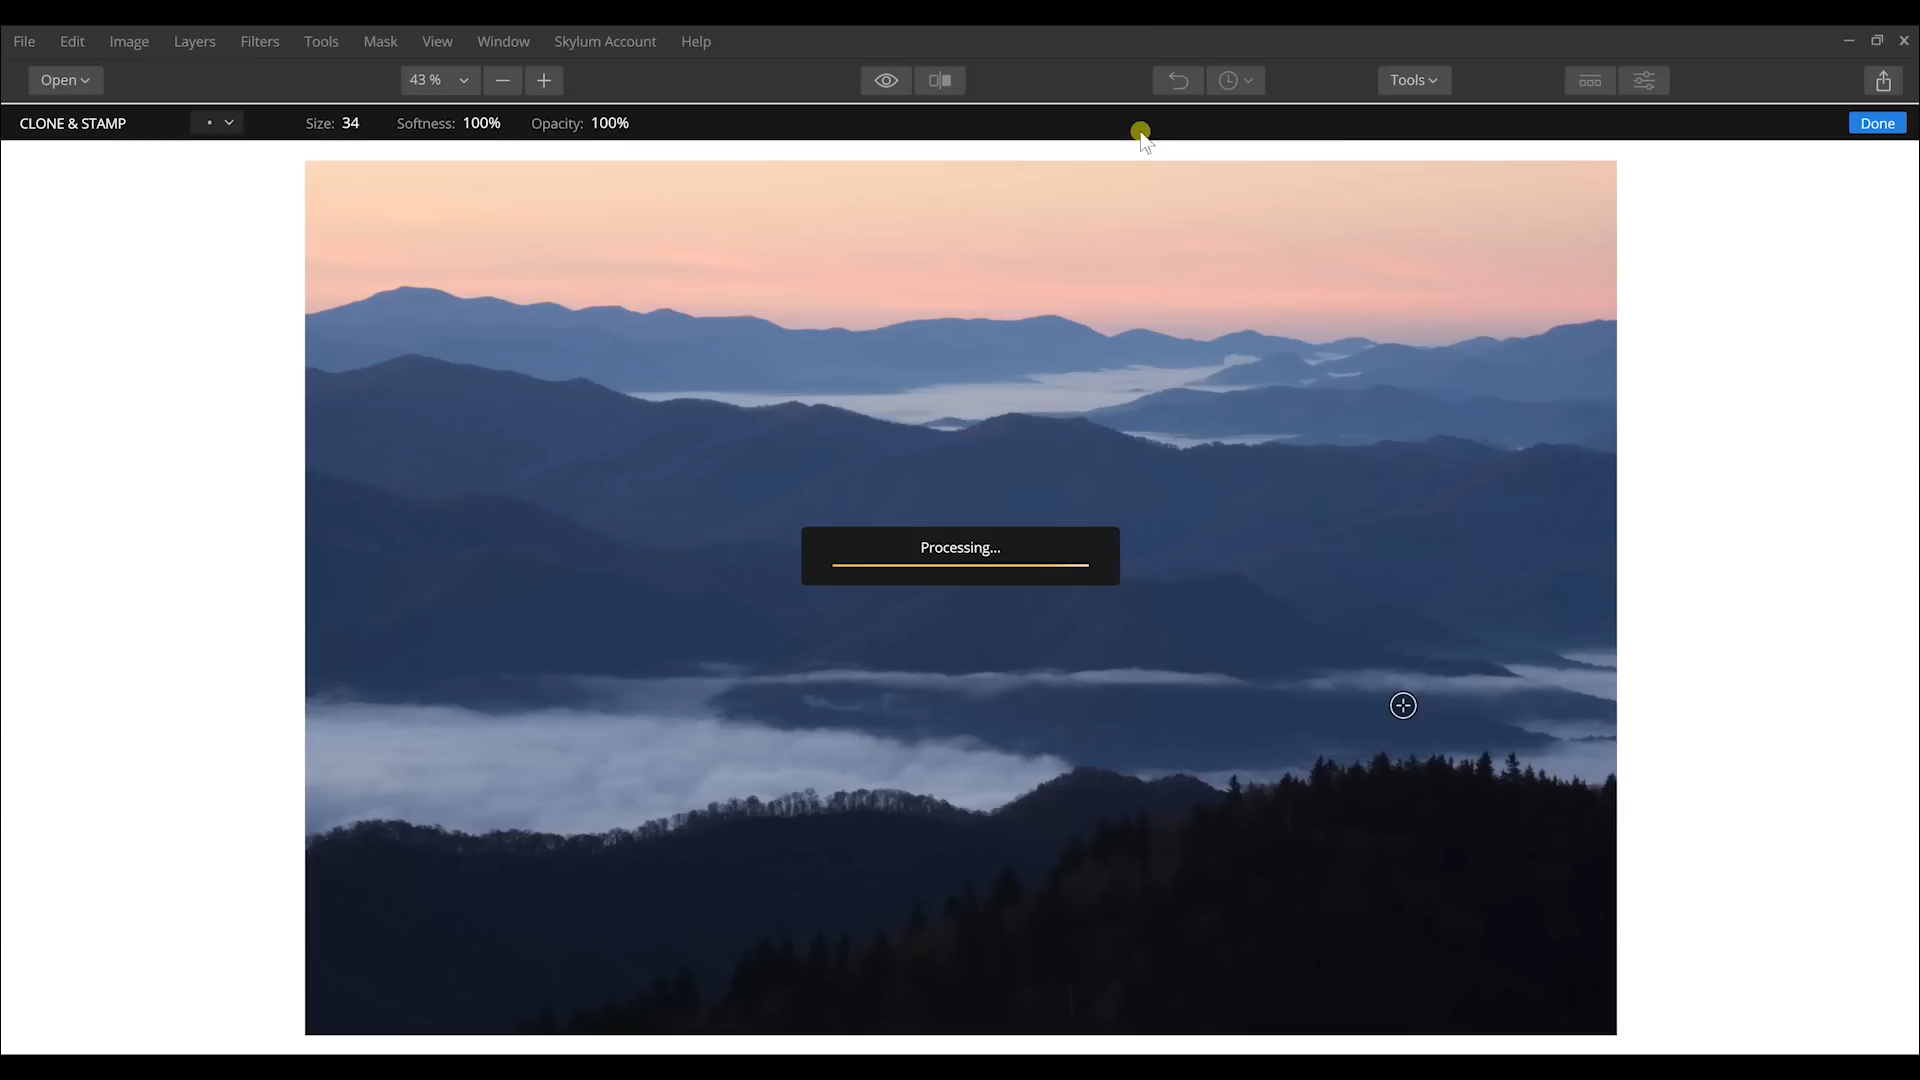 File Edit Image Layers Filters Tools Mask View Window Skylum Account Help
Open 43 % Tools
CLONE & STAMP Size: 34 Softness: 100% Opacity: 100% Done
Processing...